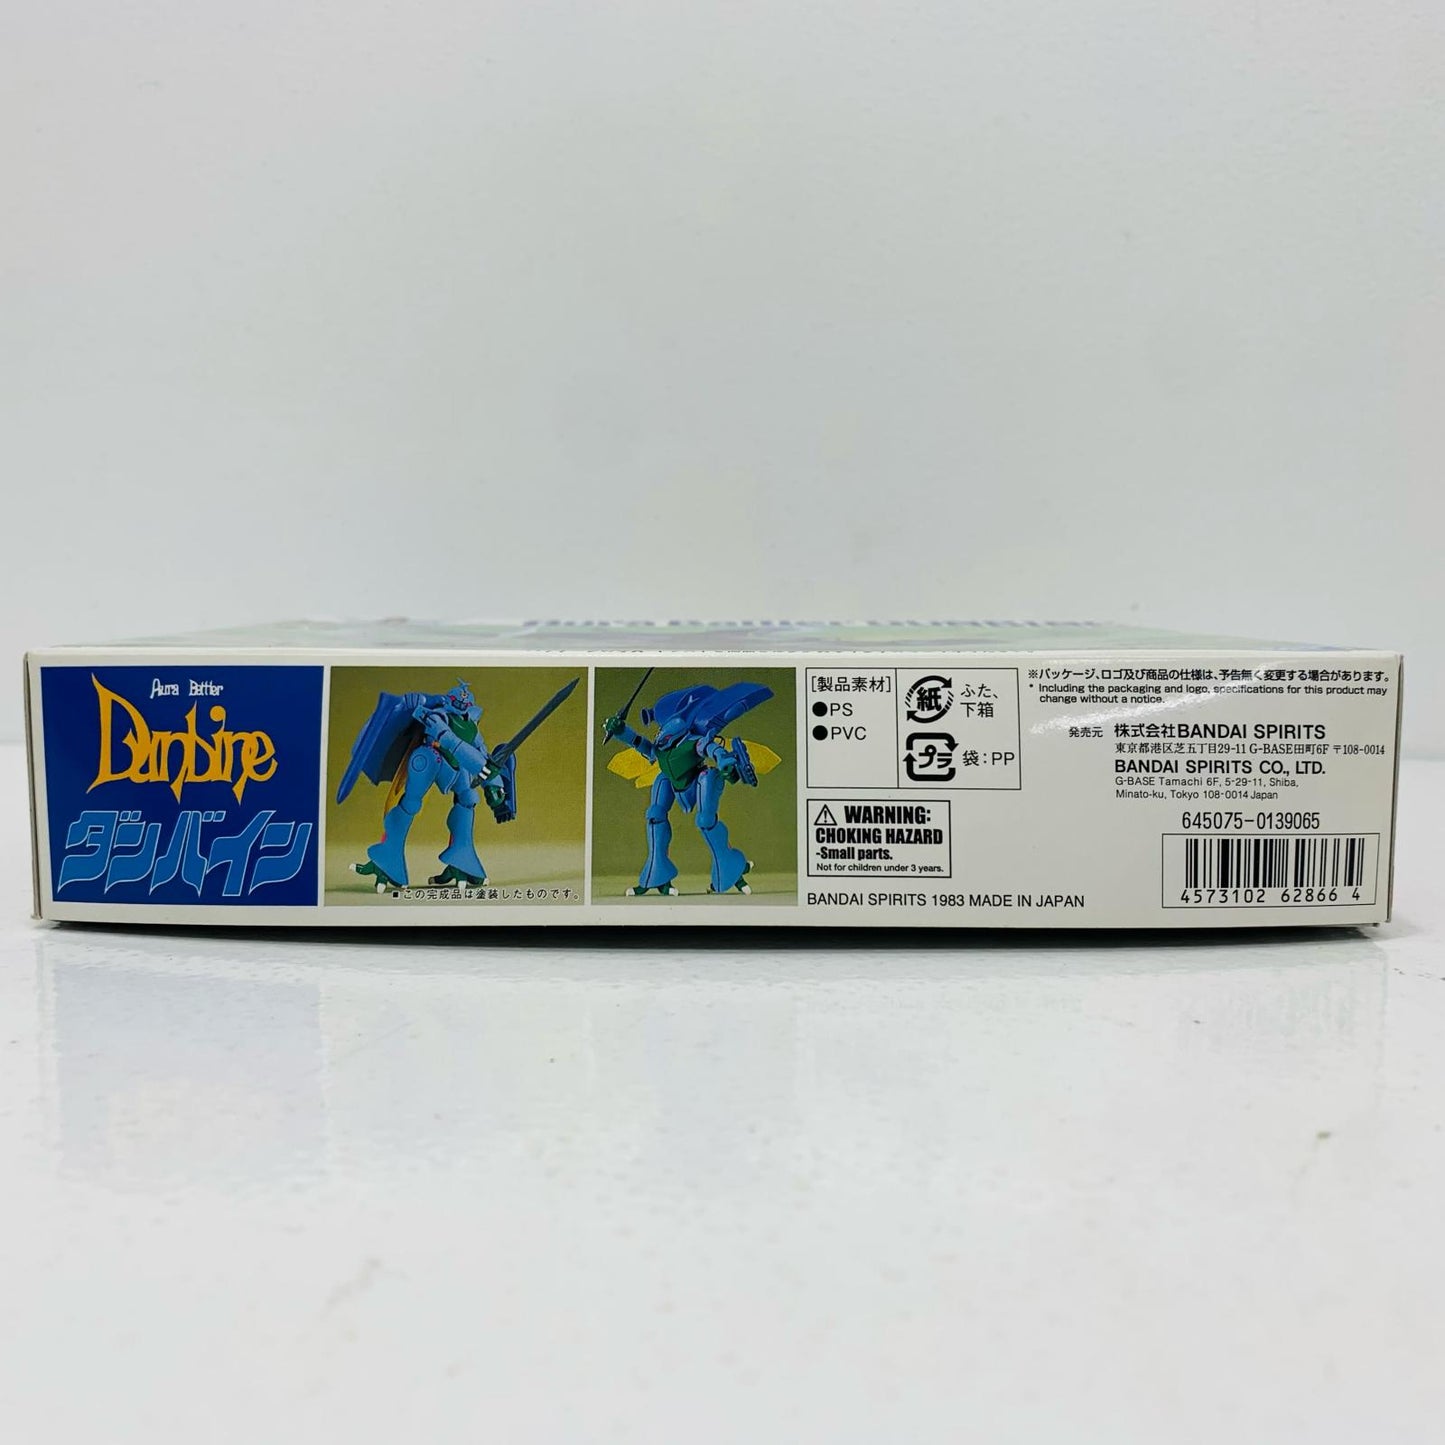 Aura Battler DUNBINE
Aura Battler
Dunbine
ダンバイン
■この完成品は塗装したものです。
[製品素材]
●PS
●PVC
紙
ふた、
下箱
プラ
袋:PP
⚠ WARNING:
CHOKING HAZARD
-Small parts.
Not for children under 3 years.
BANDAI SPIRITS 1983 MADE IN JAPAN
※パッケージ、ロゴ及び商品の仕様は、予告無く変更する場合があります。
* Including the packaging and logo, specifications for this product may
change without a notice.
発売元 株式会社BANDAI SPIRITS
東京都港区芝五丁目29-11 G-BASE田町6F 〒108-0014
BANDAI SPIRITS CO., LTD.
G-BASE Tamachi 6F, 5-29-11, Shiba,
Minato-ku, Tokyo 108-0014 Japan
645075-0139065
4573102 62866 4